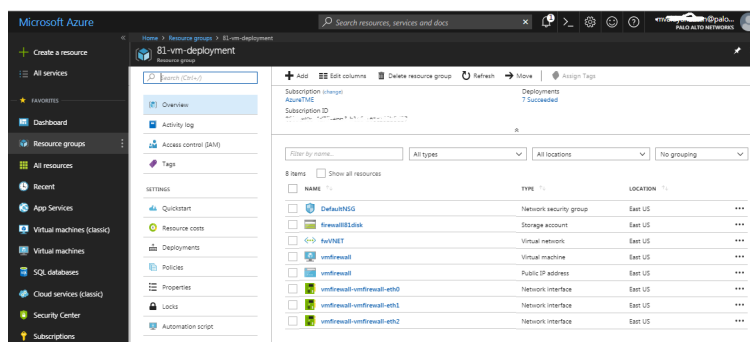 Microsoft Azure
Search resources, services and docs
PALO ALTO NETWORKS
Home > Resource groups > 81-vm-deployment
81-vm-deployment
Resource group
Create a resource
All services
FAVORITES
Dashboard
Resource groups
All resources
Recent
App Services
Virtual machines (classic)
Virtual machines
SQL databases
Cloud services (classic)
Security Center
Subscriptions
Search (Ctrl+/)
Overview
Activity log
Access control (IAM)
Tags
SETTINGS
Quickstart
Resource costs
Deployments
Policies
Properties
Locks
Automation script
Add Edit columns Delete resource group Refresh Move Assign Tags
Subscription (change) Deployments
AzureTME 7 Succeeded
Subscription ID
Filter by name... All types All locations No grouping
8 items Show all resources
NAME TYPE LOCATION
DefaultNSG Network security group East US
firewalll81disk Storage account East US
fwVNET Virtual network East US
vmfirewall Virtual machine East US
vmfirewall Public IP address East US
vmfirewall-vmfirewall-eth0 Network interface East US
vmfirewall-vmfirewall-eth1 Network interface East US
vmfirewall-vmfirewall-eth2 Network interface East US